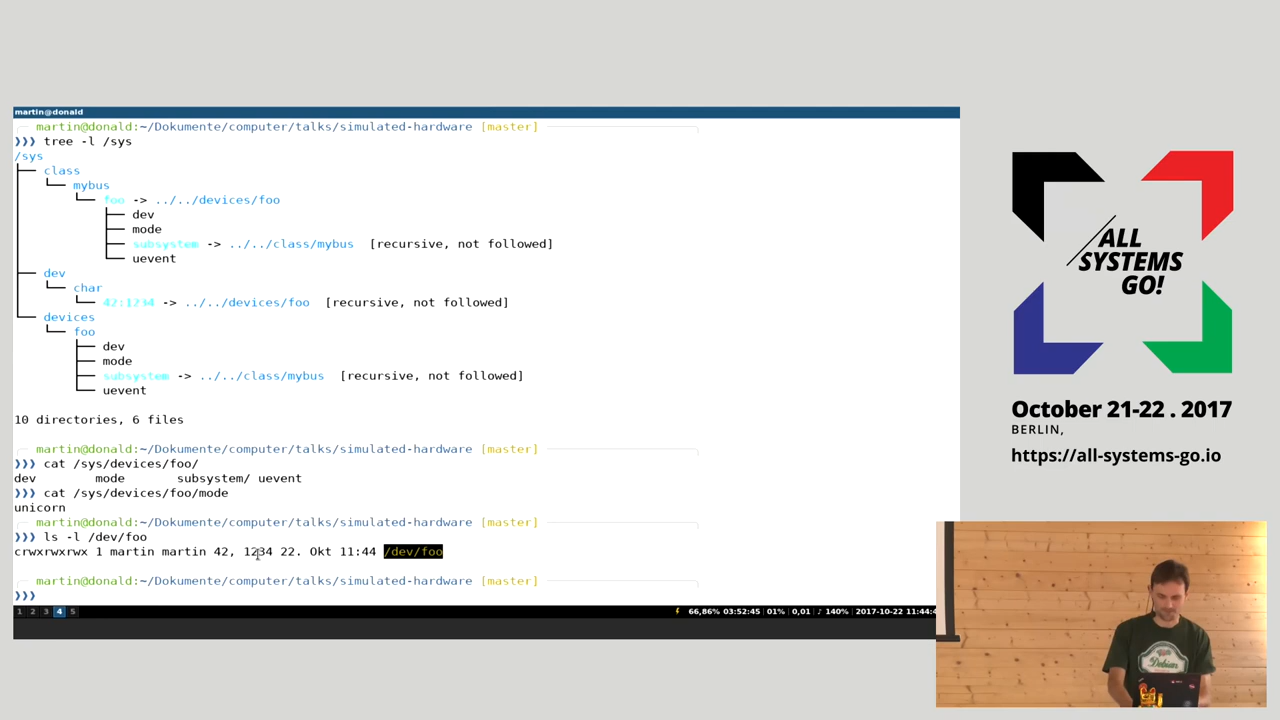 martin@donald
martin@donald:~/Dokumente/computer/talks/simulated-hardware [master]
❯❯❯ tree -l /sys
/sys
├── class
│   └── mybus
│       └── foo -> ../../devices/foo
│           ├── dev
│           ├── mode
│           ├── subsystem -> ../../class/mybus  [recursive, not followed]
│           └── uevent
├── dev
│   └── char
│       └── 42:1234 -> ../../devices/foo  [recursive, not followed]
└── devices
    └── foo
        ├── dev
        ├── mode
        ├── subsystem -> ../../class/mybus  [recursive, not followed]
        └── uevent
10 directories, 6 files
martin@donald:~/Dokumente/computer/talks/simulated-hardware [master]
❯❯❯ cat /sys/devices/foo/
dev        mode       subsystem/ uevent
❯❯❯ cat /sys/devices/foo/mode
unicorn
martin@donald:~/Dokumente/computer/talks/simulated-hardware [master]
❯❯❯ ls -l /dev/foo
crwxrwxrwx 1 martin martin 42, 1234 22. Okt 11:44 /dev/foo
martin@donald:~/Dokumente/computer/talks/simulated-hardware [master]
❯❯❯
1 2 3 4 5
66,86% 03:52:45 | 01% | 0,01 | ♪ 140% | 2017-10-22 11:44:4
ALL
SYSTEMS
GO!
October 21-22 . 2017
BERLIN,
https://all-systems-go.io
Debian